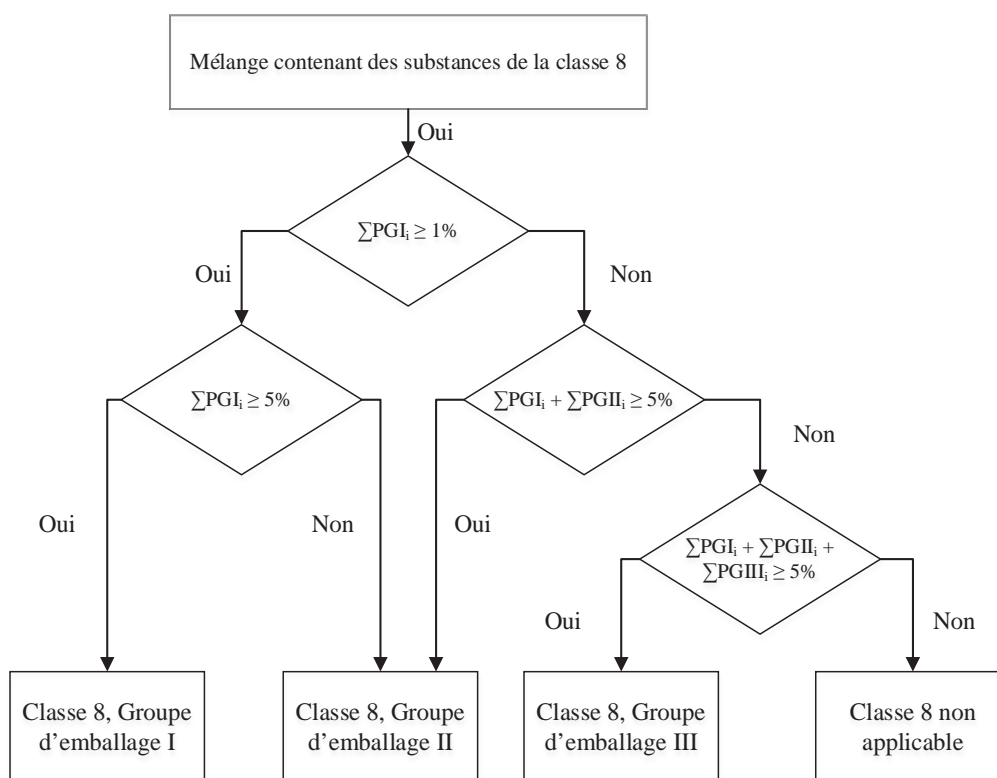 Mélange contenant des substances de la classe 8
Oui
∑PGIᵢ ≥ 1%
Oui
Non
∑PGIᵢ ≥ 5%
∑PGIᵢ + ∑PGIIᵢ ≥ 5%
Non
Oui
Non
Oui
∑PGIᵢ + ∑PGIIᵢ +
∑PGIIIᵢ ≥ 5%
Oui
Non
Classe 8, Groupe
d’emballage I
Classe 8, Groupe
d’emballage II
Classe 8, Groupe
d’emballage III
Classe 8 non
applicable